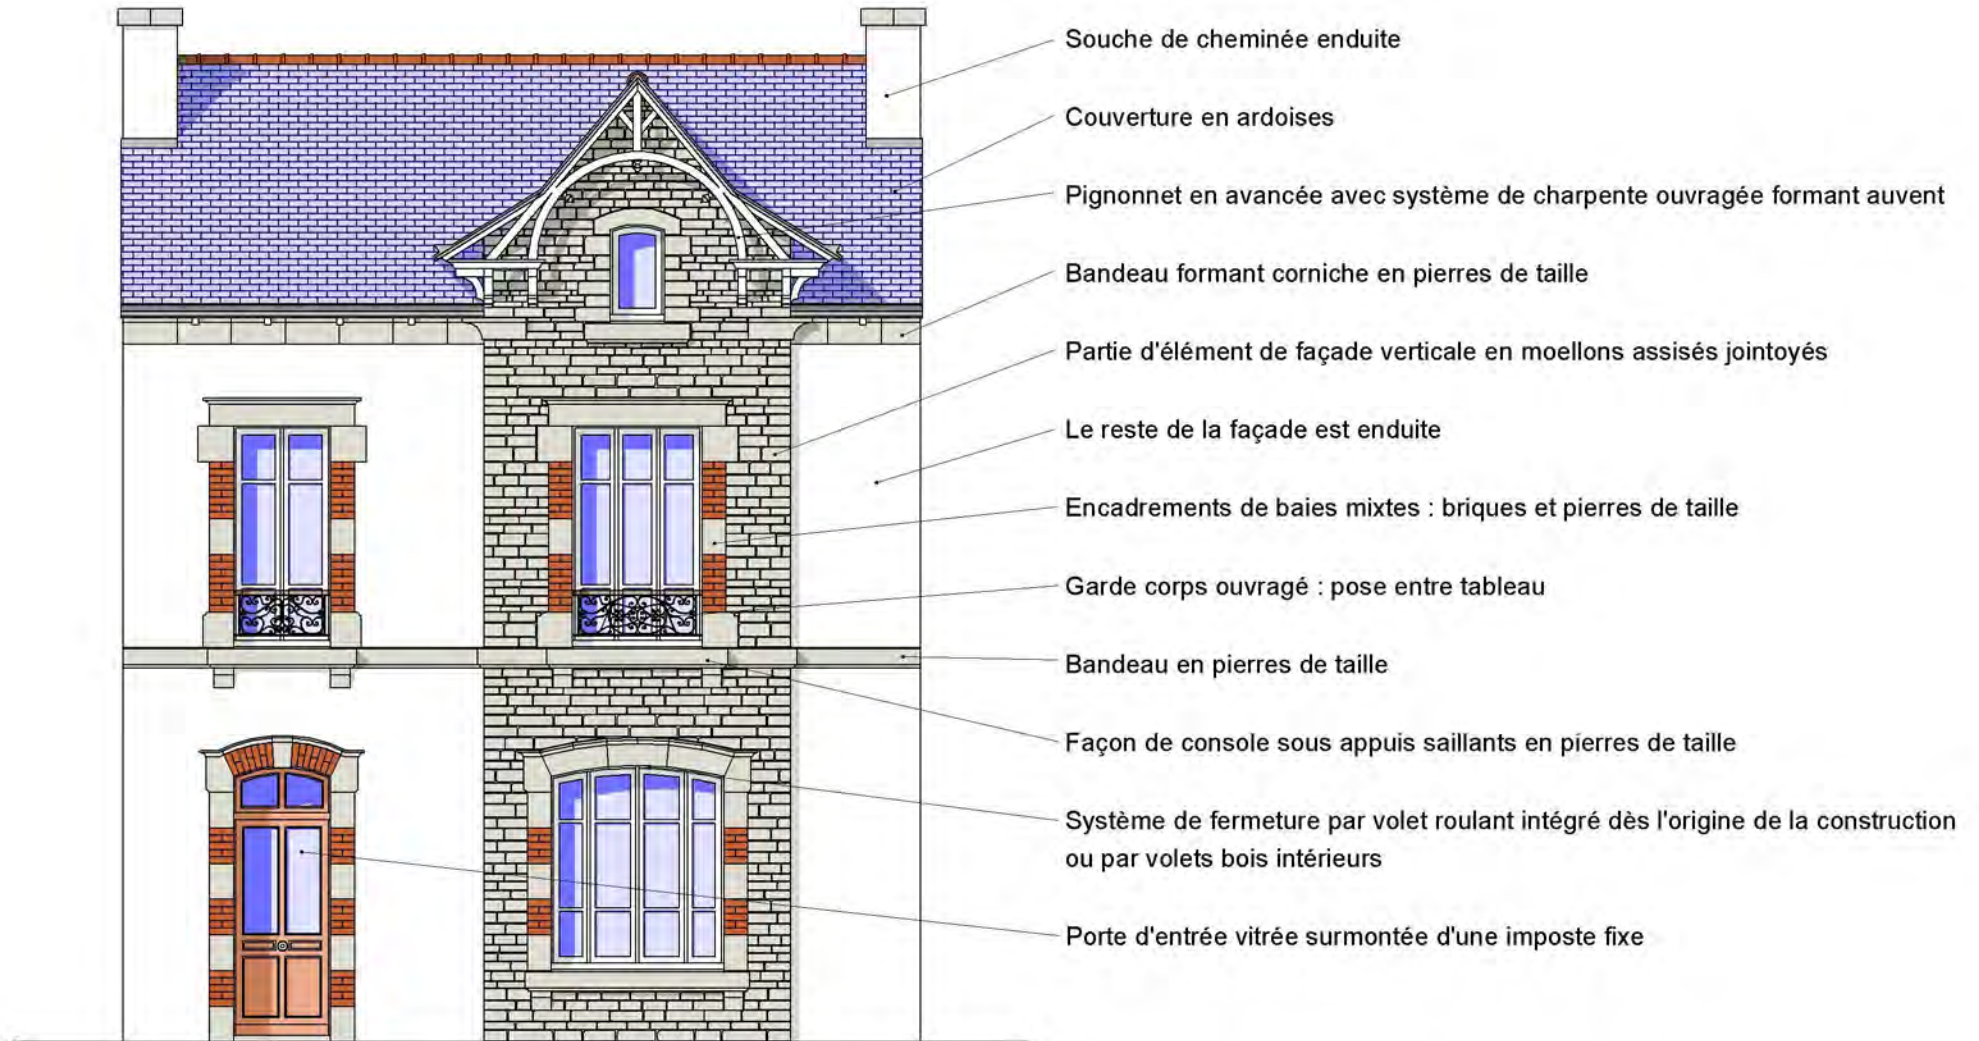 Souche de cheminée enduite
Couverture en ardoises
Pignonnet en avancée avec système de charpente ouvragée formant auvent
Bandeau formant corniche en pierres de taille
Partie d'élément de façade verticale en moellons assisés jointoyés
Le reste de la façade est enduite
Encadrements de baies mixtes : briques et pierres de taille
Garde corps ouvragé : pose entre tableau
Bandeau en pierres de taille
Façon de console sous appuis saillants en pierres de taille
Système de fermeture par volet roulant intégré dès l'origine de la construction
ou par volets bois intérieurs
Porte d'entrée vitrée surmontée d'une imposte fixe